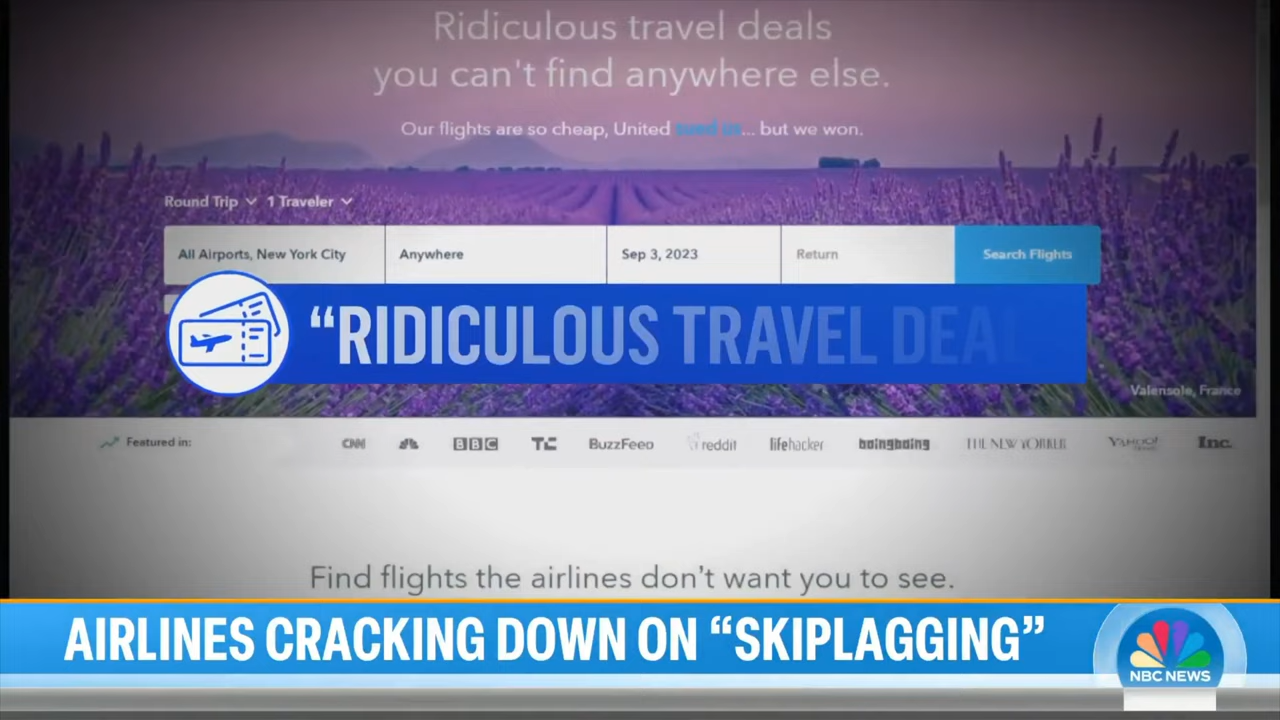 Ridiculous travel deals
you can't find anywhere else.
Our flights are so cheap, United sued us... but we won.
Round Trip 1 Traveler
All Airports, New York City Anywhere Sep 3, 2023 Return Search Flights
“RIDICULOUS TRAVEL DEAL
Valensole, France
Featured in: CNN BBC TC BuzzFeed reddit lifehacker boingboing THE NEW YORKER YAHOO! Inc.
Find flights the airlines don't want you to see.
AIRLINES CRACKING DOWN ON “SKIPLAGGING”
NBC NEWS